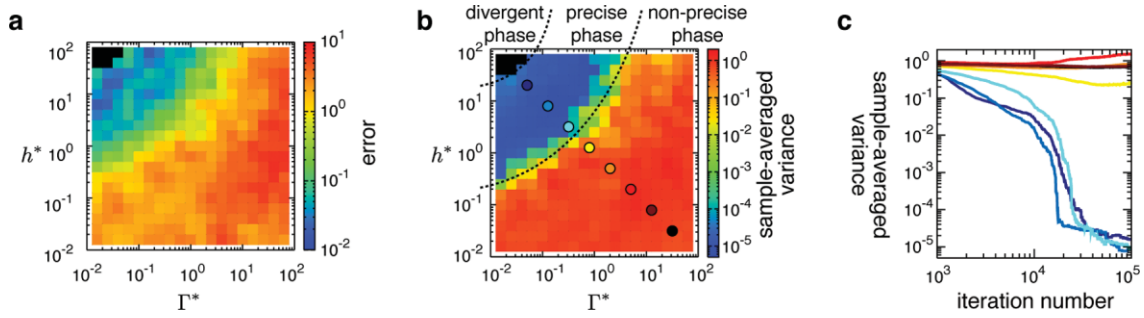 a
10^2
10^1
10^0
10^-1
10^-2
h*
10^-2 10^-1 10^0 10^1 10^2
Γ*
10^1
10^0
10^-1
10^-2
error
b
divergent phase
precise phase
non-precise phase
10^2
10^1
10^0
10^-1
10^-2
h*
10^-2 10^-1 10^0 10^1 10^2
Γ*
10^0
10^-1
10^-2
10^-3
10^-4
10^-5
sample-averaged
variance
c
10^0
10^-1
10^-2
10^-3
10^-4
10^-5
sample-averaged
variance
10^3 10^4 10^5
iteration number